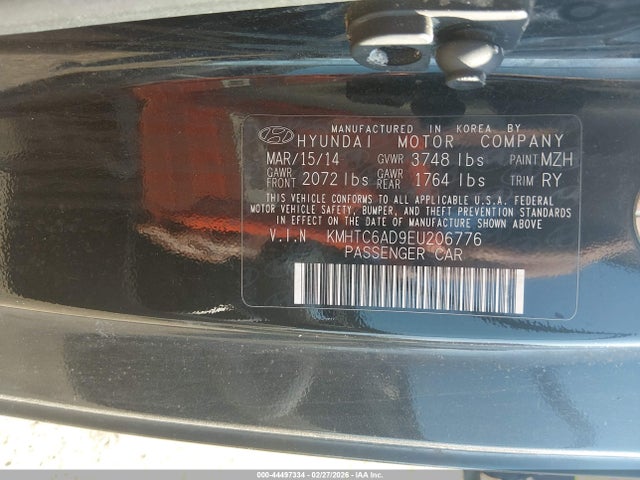 MANUFACTURED IN KOREA BY
HYUNDAI MOTOR COMPANY
MAR/15/14 GVWR 3748 lbs PAINT MZH
GAWR FRONT 2072 lbs GAWR REAR 1764 lbs TRIM RY
THIS VEHICLE CONFORMS TO ALL APPLICABLE U.S.A. FEDERAL
MOTOR VEHICLE SAFETY, BUMPER, AND THEFT PREVENTION STANDARDS
IN EFFECT ON THE DATE OF MANUFACTURE SHOWN ABOVE
V.I.N KMHTC6AD9EU206776
PASSENGER CAR
000-44497334 - 02/27/2026 - IAAI.COM